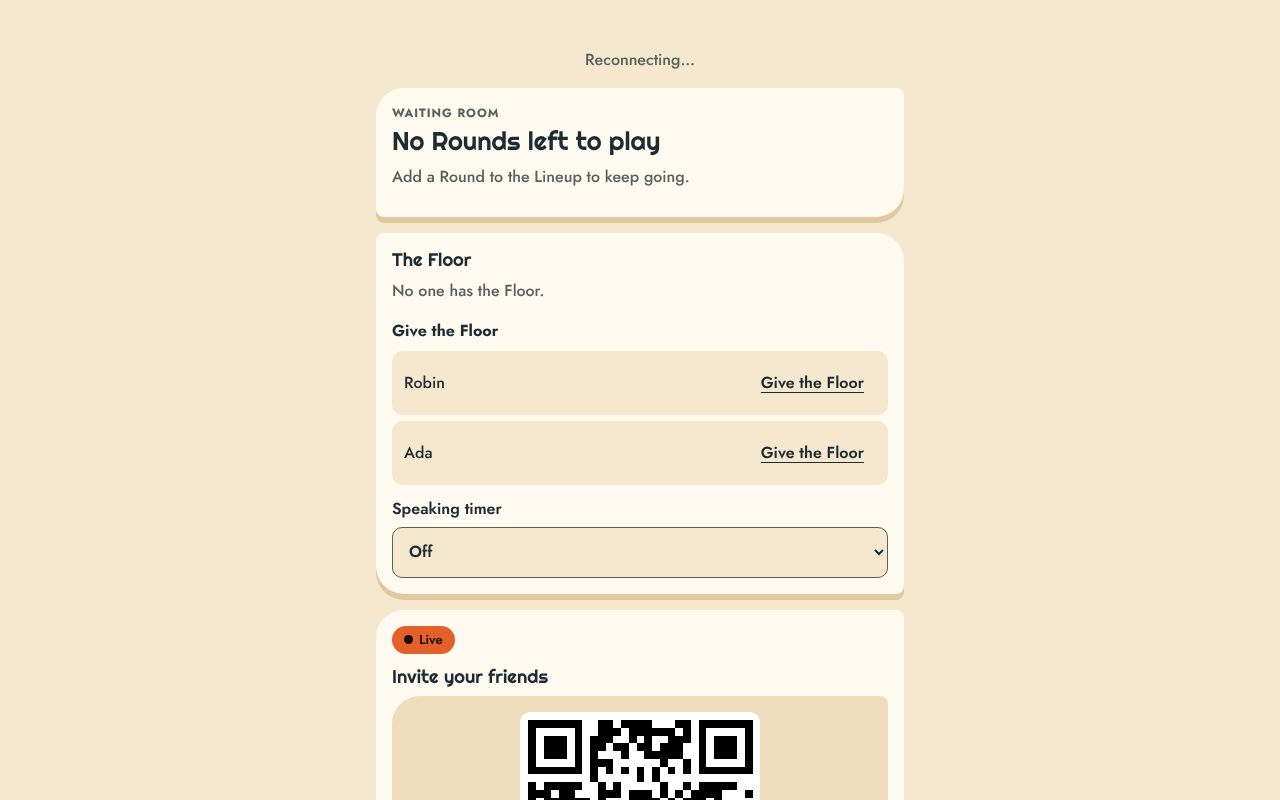 Reconnecting…
WAITING ROOM
No Rounds left to play
Add a Round to the Lineup to keep going.
The Floor
No one has the Floor.
Give the Floor
Robin Give the Floor
Ada Give the Floor
Speaking timer
Off
Live
Invite your friends